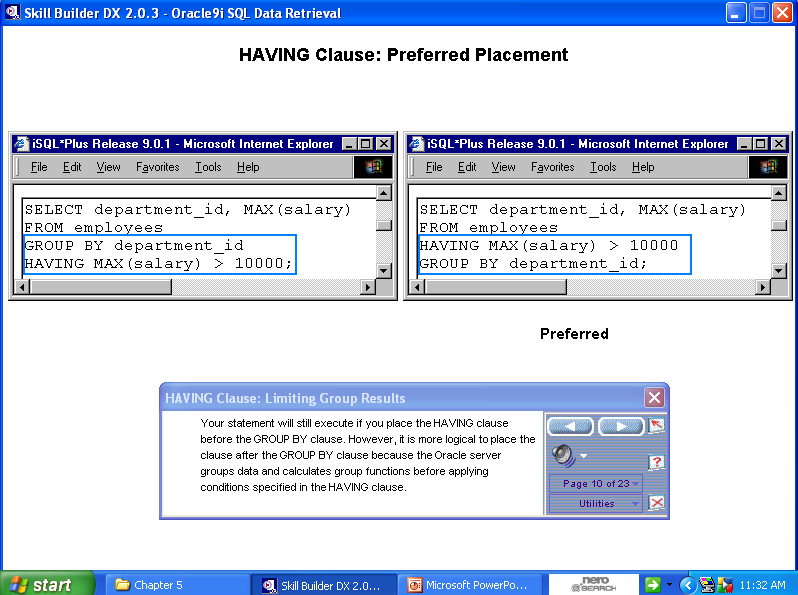 Skill Builder DX 2.0.3 - Oracle9i SQL Data Retrieval
HAVING Clause: Preferred Placement
iSQL*Plus Release 9.0.1 - Microsoft Internet Explorer
File Edit View Favorites Tools Help
SELECT department_id, MAX(salary)
FROM employees
GROUP BY department_id
HAVING MAX(salary) > 10000;
iSQL*Plus Release 9.0.1 - Microsoft Internet Explorer
File Edit View Favorites Tools Help
SELECT department_id, MAX(salary)
FROM employees
HAVING MAX(salary) > 10000
GROUP BY department_id;
Preferred
HAVING Clause: Limiting Group Results
Your statement will still execute if you place the HAVING clause
before the GROUP BY clause. However, it is more logical to place the
clause after the GROUP BY clause because the Oracle server
groups data and calculates group functions before applying
conditions specified in the HAVING clause.
Page 10 of 23
Utilities
start
Chapter 5
Skill Builder DX 2.0...
Microsoft PowerPo...
nero
@SEARCH
11:32 AM